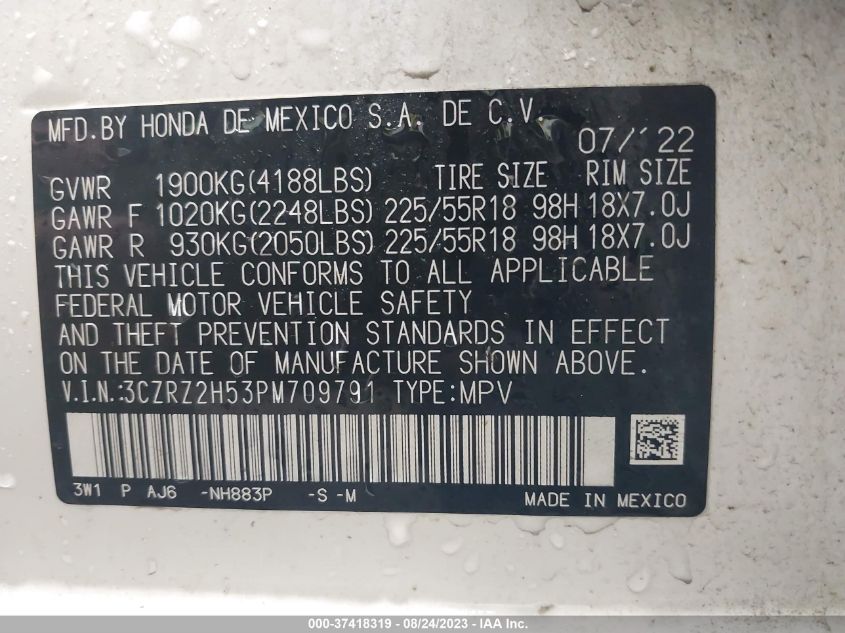 MFD.BY HONDA DE MEXICO S.A. DE C.V.
07/'22
GVWR 1900KG(4188LBS) TIRE SIZE RIM SIZE
GAWR F 1020KG(2248LBS) 225/55R18 98H 18X7.0J
GAWR R 930KG(2050LBS) 225/55R18 98H 18X7.0J
THIS VEHICLE CONFORMS TO ALL APPLICABLE
FEDERAL MOTOR VEHICLE SAFETY
AND THEFT PREVENTION STANDARDS IN EFFECT
ON THE DATE OF MANUFACTURE SHOWN ABOVE.
V.I.N.:3CZRZ2H53PM709791 TYPE:MPV
3W1 P AJ6 -NH883P -S -M MADE IN MEXICO
000-37418319 - 08/24/2023 - IAA Inc.